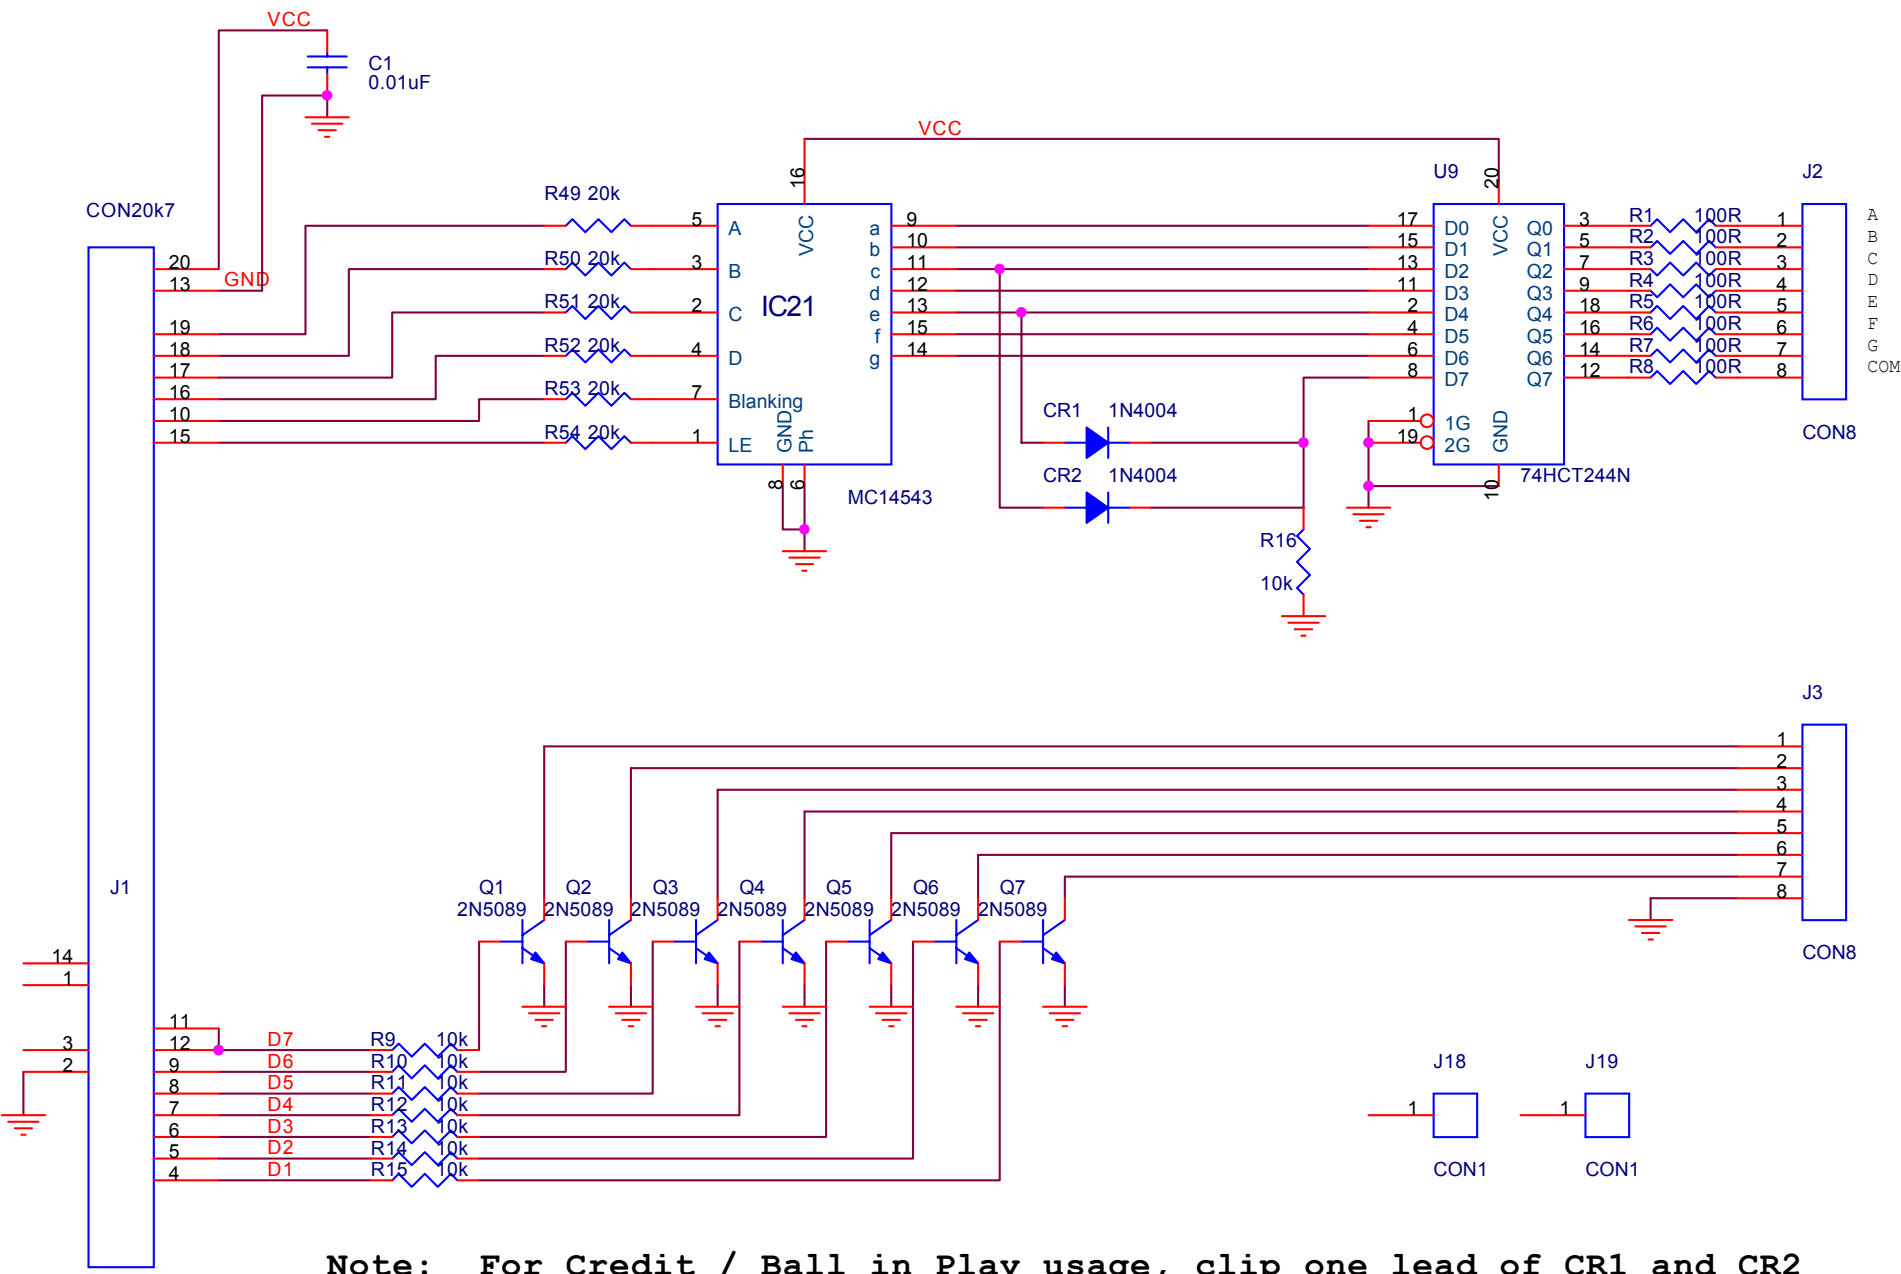 VCC
C1
0.01uF
VCC
CON20k7
20
13
GND
19
18
17
16
10
15
R49 20k
R50 20k
R51 20k
R52 20k
R53 20k
R54 20k
5
3
2
4
7
1
16
VCC
A
B
C
D
Blanking
LE
IC21
a
b
c
d
e
f
g
GND
Ph
8
6
MC14543
9
10
11
12
13
15
14
CR1 1N4004
CR2 1N4004
R16
10k
U9
20
17
15
13
11
2
4
6
8
1
19
D0
D1
D2
D3
D4
D5
D6
D7
1G
2G
VCC
GND
Q0
Q1
Q2
Q3
Q4
Q5
Q6
Q7
10
74HCT244N
3
5
7
9
18
16
14
12
R1 100R
R2 100R
R3 100R
R4 100R
R5 100R
R6 100R
R7 100R
R8 100R
J2
1
2
3
4
5
6
7
8
A
B
C
D
E
F
G
COM
CON8
J3
1
2
3
4
5
6
7
8
CON8
J1
14
1
3
2
11
12
9
8
7
6
5
4
D7
D6
D5
D4
D3
D2
D1
R9 10k
R10 10k
R11 10k
R12 10k
R13 10k
R14 10k
R15 10k
Q1
2N5089
Q2
2N5089
Q3
2N5089
Q4
2N5089
Q5
2N5089
Q6
2N5089
Q7
2N5089
J18
1
CON1
J19
1
CON1
Note: For Credit / Ball in Play usage, clip one lead of CR1 and CR2